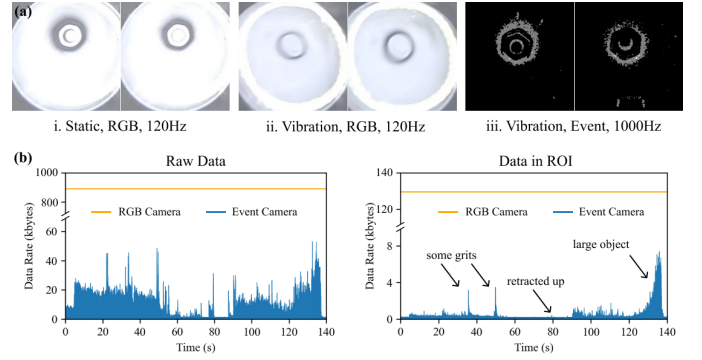 (a)
i. Static, RGB, 120Hz
ii. Vibration, RGB, 120Hz
iii. Vibration, Event, 1000Hz
(b)
Raw Data
Data Rate (kbytes)
1000
800
60
40
20
0
RGB Camera
Event Camera
0 20 40 60 80 100 120 140
Time (s)
Data in ROI
Data Rate (kbytes)
140
120
8
4
0
RGB Camera
Event Camera
some grits
retracted up
large object
0 20 40 60 80 100 120 140
Time (s)